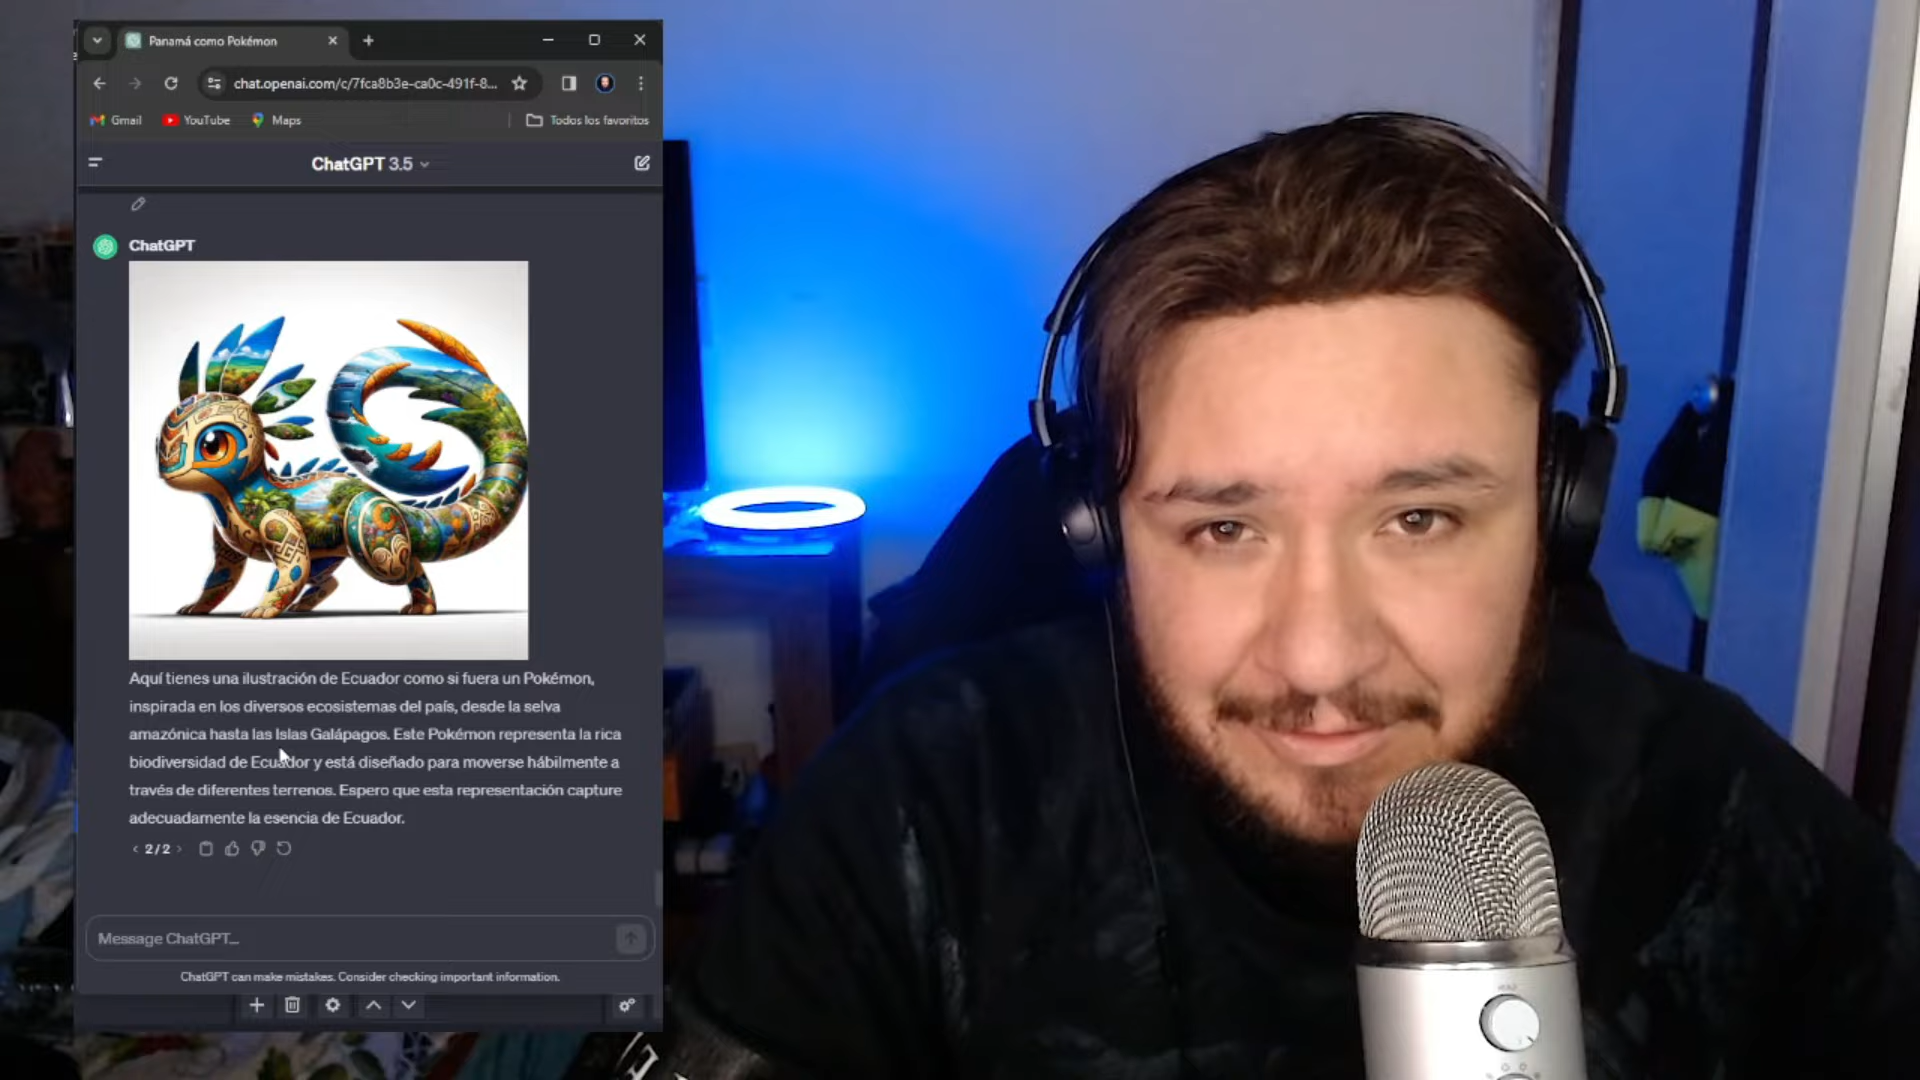 Panamá como Pokémon
chat.openai.com/c/7fca8b3e-ca0c-491f-8...
Gmail
YouTube
Maps
Todos los favoritos
ChatGPT 3.5
ChatGPT
Aquí tienes una ilustración de Ecuador como si fuera un Pokémon,
inspirada en los diversos ecosistemas del país, desde la selva
amazónica hasta las Islas Galápagos. Este Pokémon representa la rica
biodiversidad de Ecuador y está diseñado para moverse hábilmente a
través de diferentes terrenos. Espero que esta representación capture
adecuadamente la esencia de Ecuador.
2/2
Message ChatGPT...
ChatGPT can make mistakes. Consider checking important information.